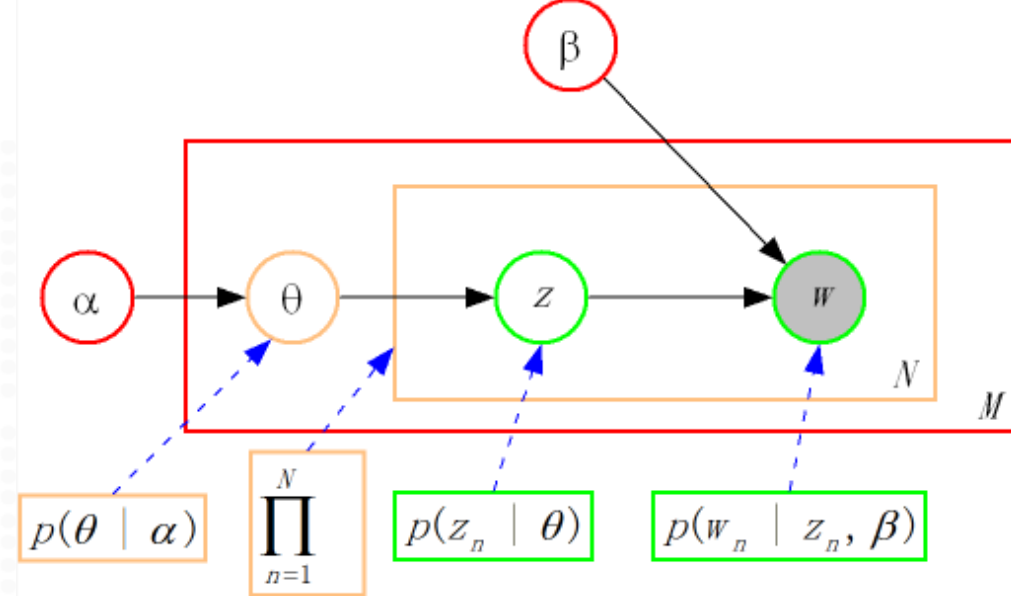 β
α
θ
z
w
N
M
p(θ | α)
∏_{n=1}^{N}
p(z_n | θ)
p(w_n | z_n, β)